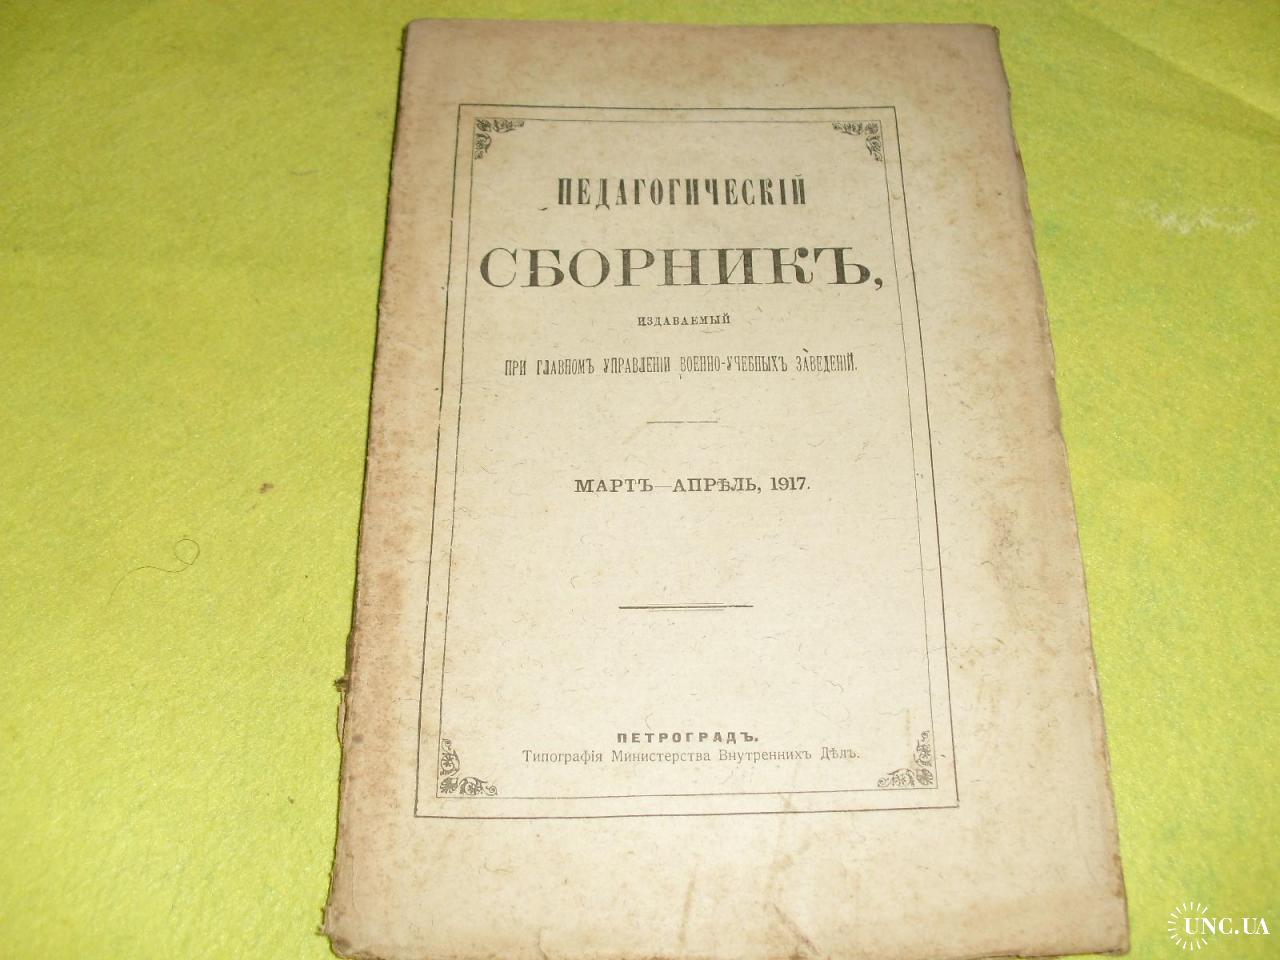 ПЕДАГОГИЧЕСКІЙ
СБОРНИКЪ,
ИЗДАВАЕМЫЙ
ПРИ ГЛАВНОМЪ УПРАВЛЕНІИ ВОЕННО-УЧЕБНЫХЪ ЗАВЕДЕНІЙ.
МАРТЪ—АПРѢЛЬ, 1917.
ПЕТРОГРАДЪ.
Типографія Министерства Внутреннихъ Дѣлъ.
UNC.UA